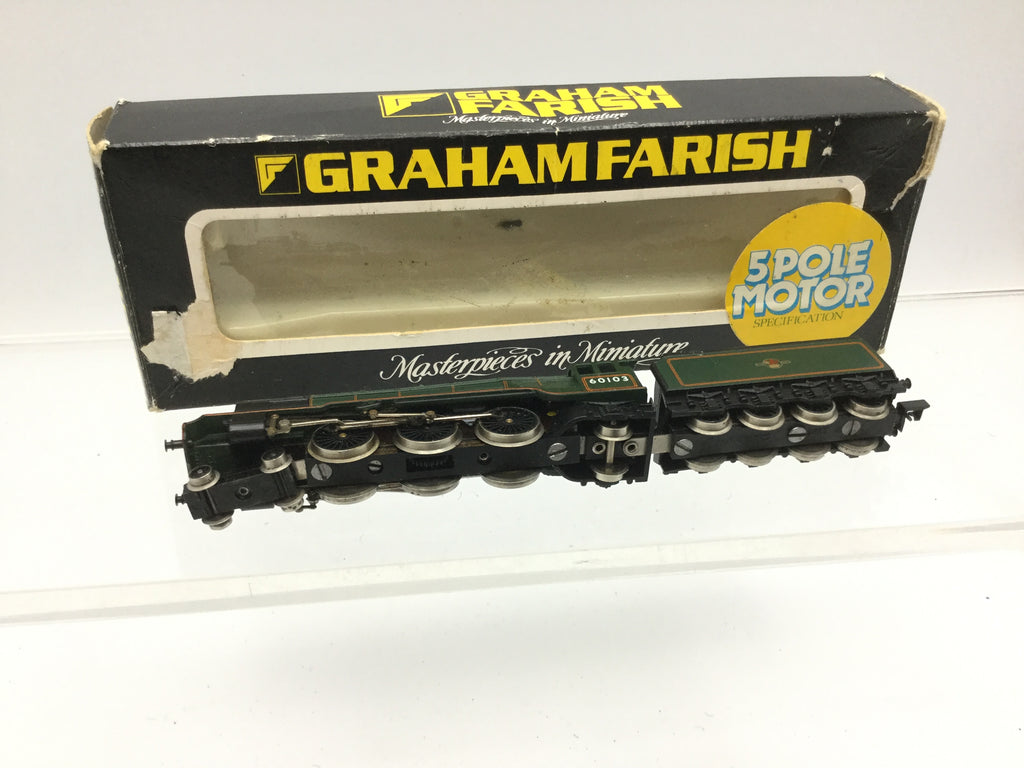 GRAHAM
FARISH
Masterpieces in Miniature
GRAHAM FARISH
5 POLE
MOTOR
SPECIFICATION
Masterpieces in Miniature
60103